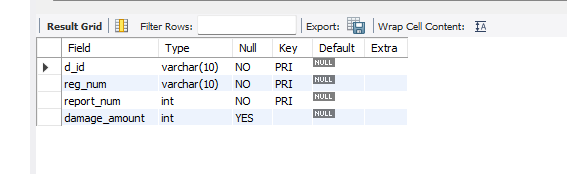 Result Grid Filter Rows: Export: Wrap Cell Content: IA
Field Type Null Key Default Extra
d_id varchar(10) NO PRI NULL
reg_num varchar(10) NO PRI NULL
report_num int NO PRI NULL
damage_amount int YES NULL